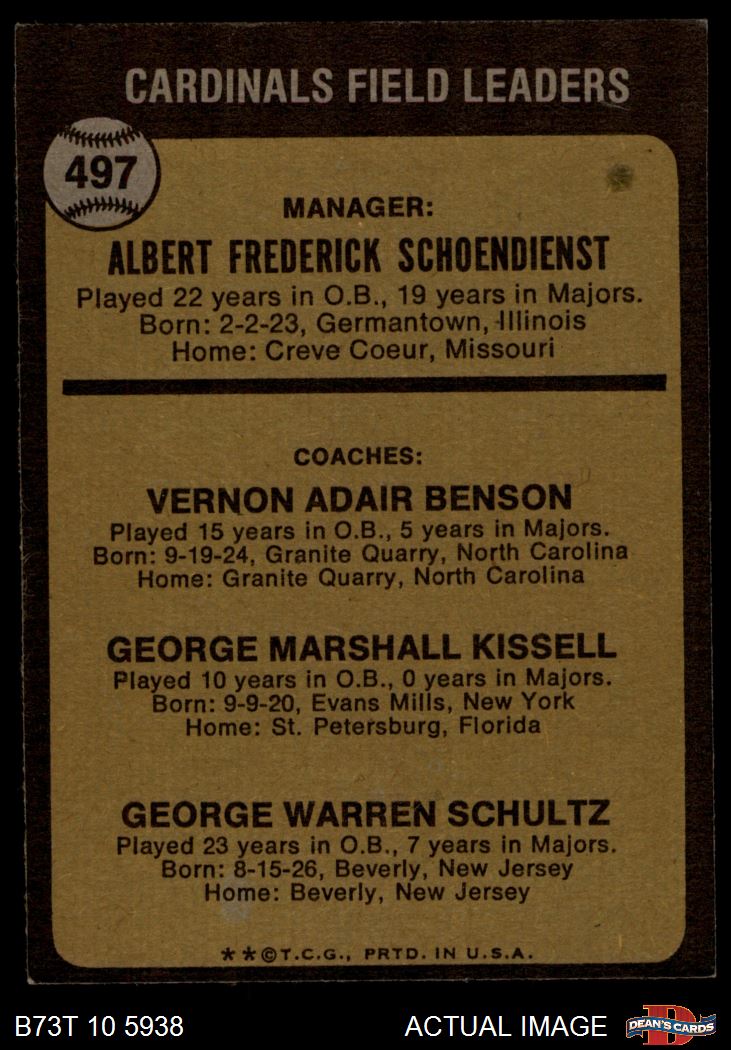 CARDINALS FIELD LEADERS
497
MANAGER:
ALBERT FREDERICK SCHOENDIENST
Played 22 years in O.B., 19 years in Majors.
Born: 2-2-23, Germantown, Illinois
Home: Creve Coeur, Missouri
COACHES:
VERNON ADAIR BENSON
Played 15 years in O.B., 5 years in Majors.
Born: 9-19-24, Granite Quarry, North Carolina
Home: Granite Quarry, North Carolina
GEORGE MARSHALL KISSELL
Played 10 years in O.B., 0 years in Majors.
Born: 9-9-20, Evans Mills, New York
Home: St. Petersburg, Florida
GEORGE WARREN SCHULTZ
Played 23 years in O.B., 7 years in Majors.
Born: 8-15-26, Beverly, New Jersey
Home: Beverly, New Jersey
**©T.C.G., PRTD. IN U.S.A.
B73T 10 5938 ACTUAL IMAGE D DEAN'S CARDS